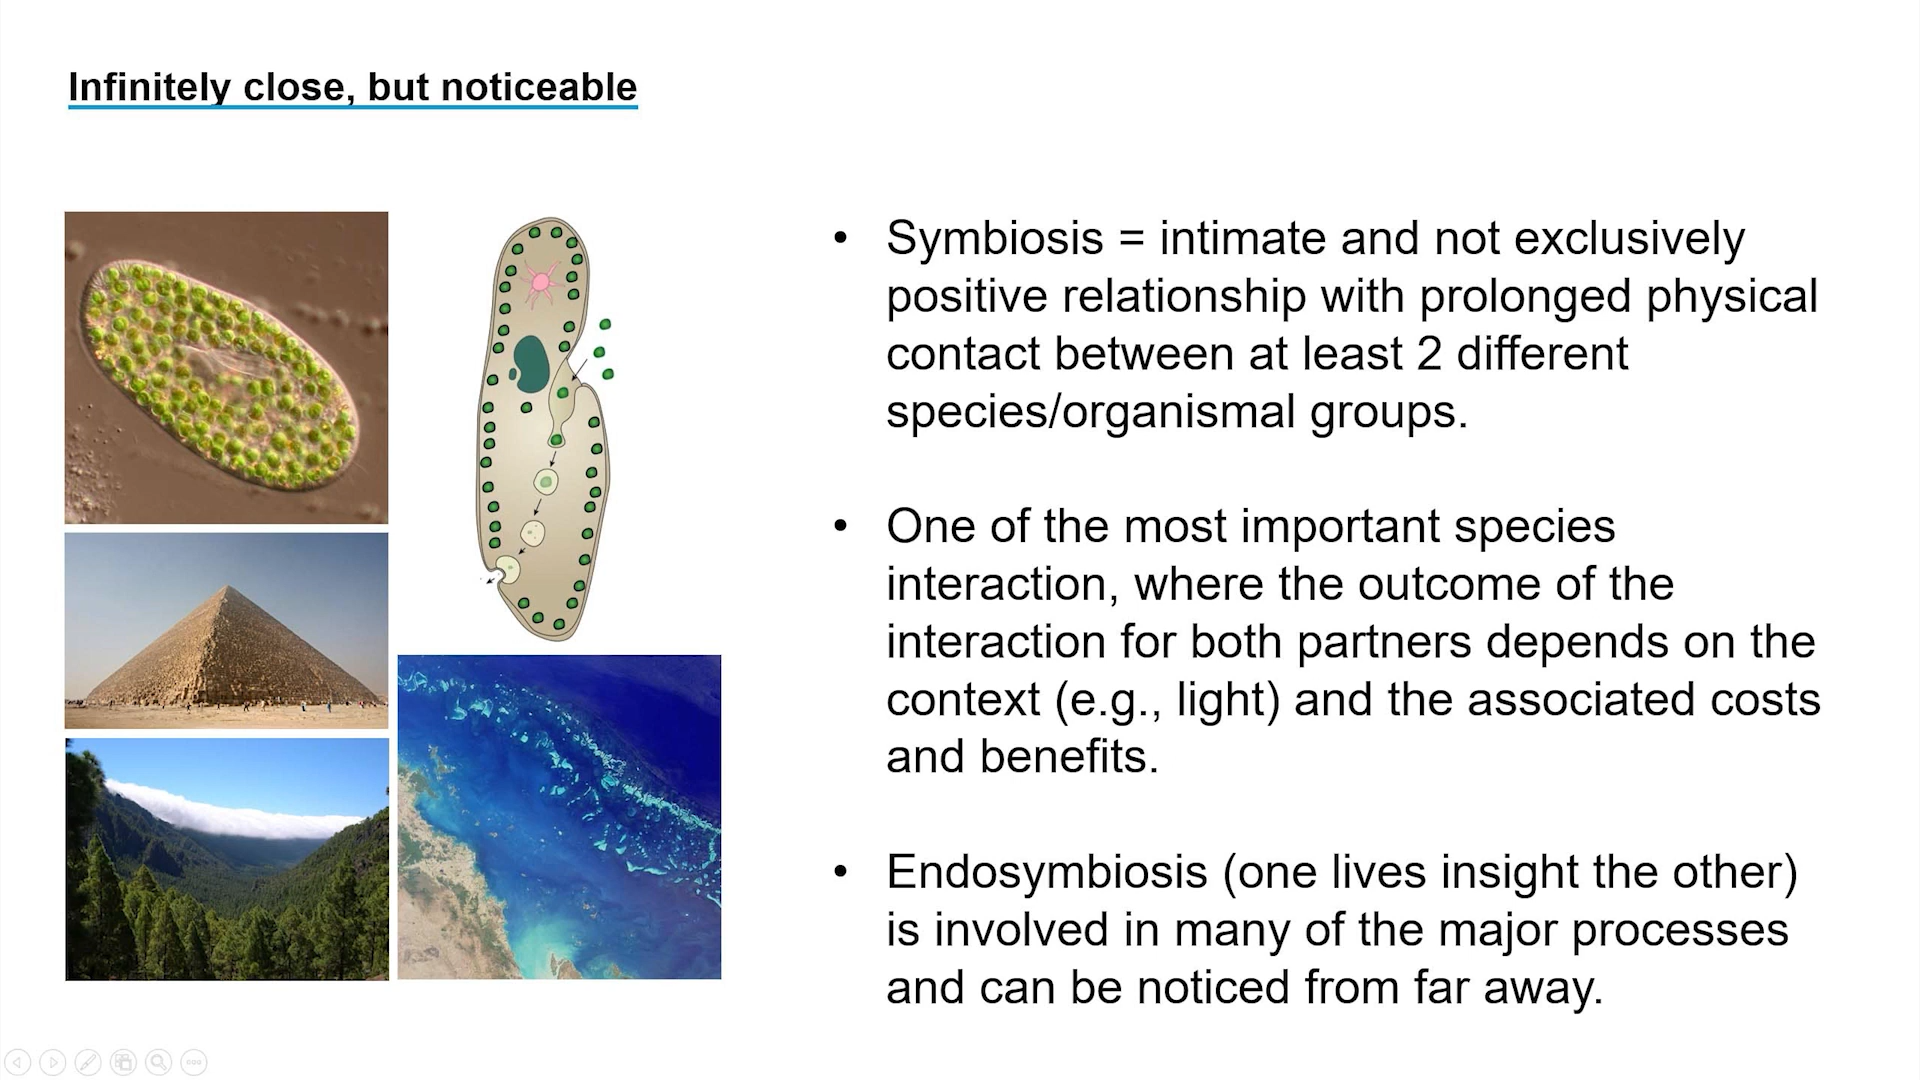 Infinitely close, but noticeable
• Symbiosis = intimate and not exclusively
positive relationship with prolonged physical
contact between at least 2 different
species/organismal groups.
• One of the most important species
interaction, where the outcome of the
interaction for both partners depends on the
context (e.g., light) and the associated costs
and benefits.
• Endosymbiosis (one lives insight the other)
is involved in many of the major processes
and can be noticed from far away.